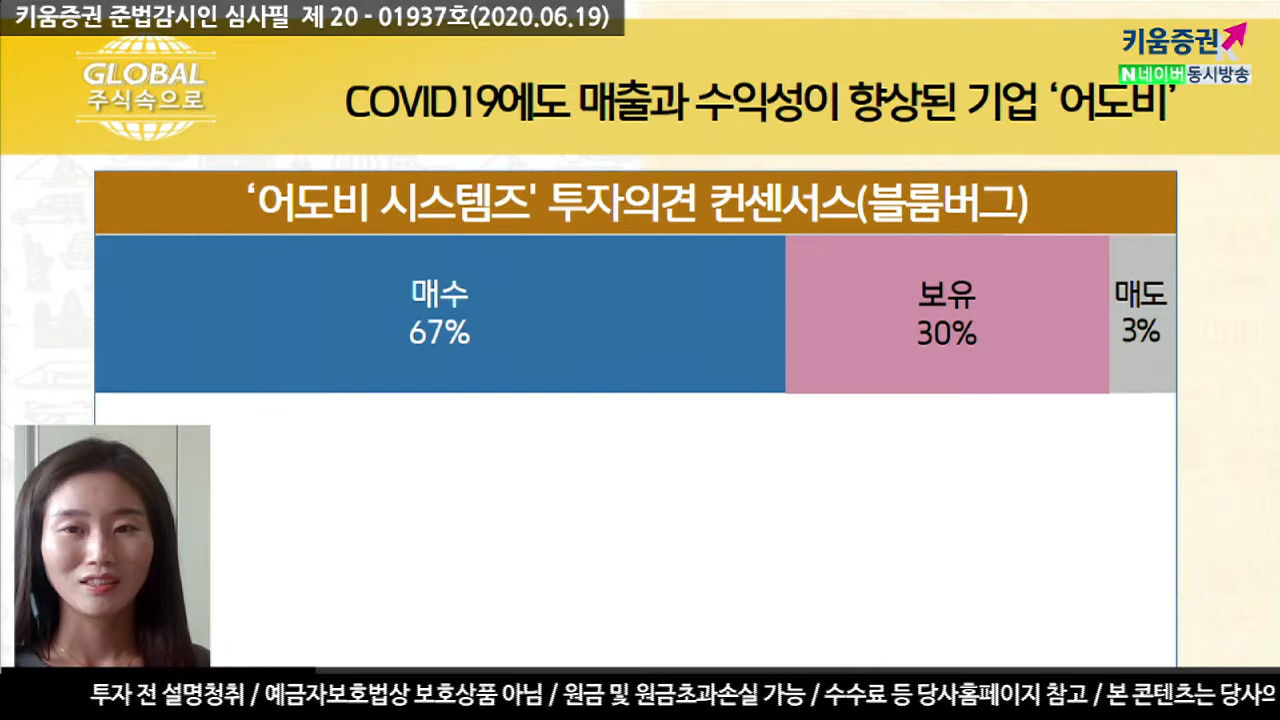 키움증권 준법감시인 심사필 제 20 - 01937호(2020.06.19)
GLOBAL
주식속으로
키움증권
N 네이버 동시방송
COVID19에도 매출과 수익성이 향상된 기업 ‘어도비’
‘어도비 시스템즈' 투자의견 컨센서스(블룸버그)
매수
67%
보유
30%
매도
3%
투자 전 설명청취 / 예금자보호법상 보호상품 아님 / 원금 및 원금초과손실 가능 / 수수료 등 당사홈페이지 참고 / 본 콘텐츠는 당사의